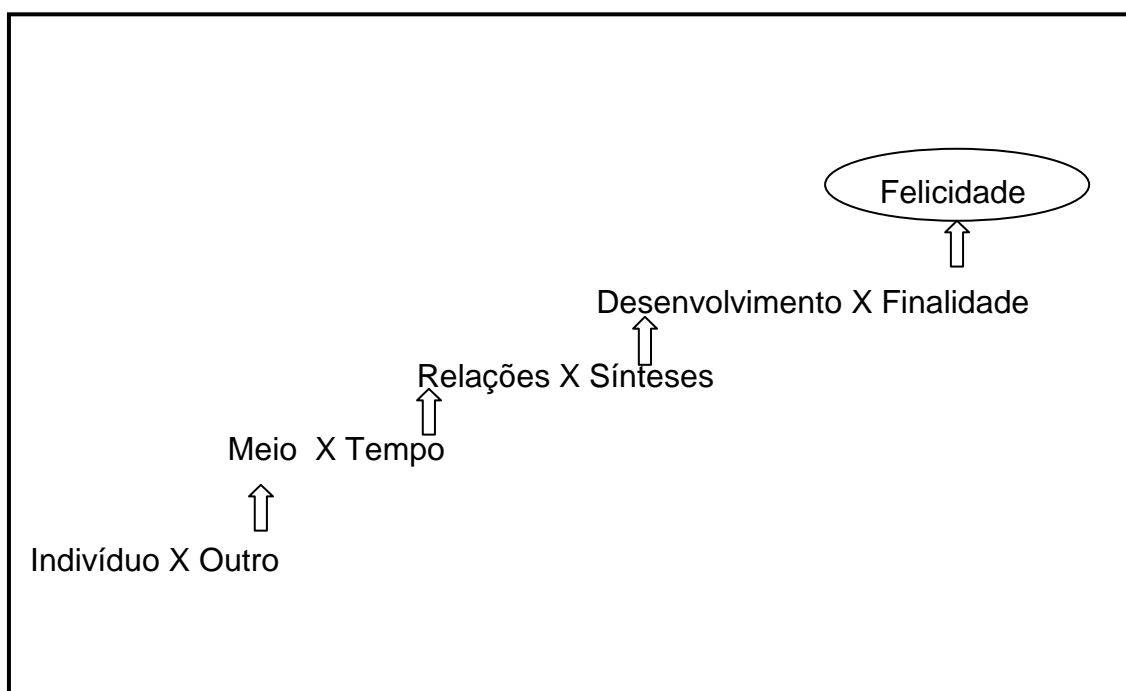 Felicidade
Desenvolvimento X Finalidade
Relações X Sínteses
Meio X Tempo
Indivíduo X Outro